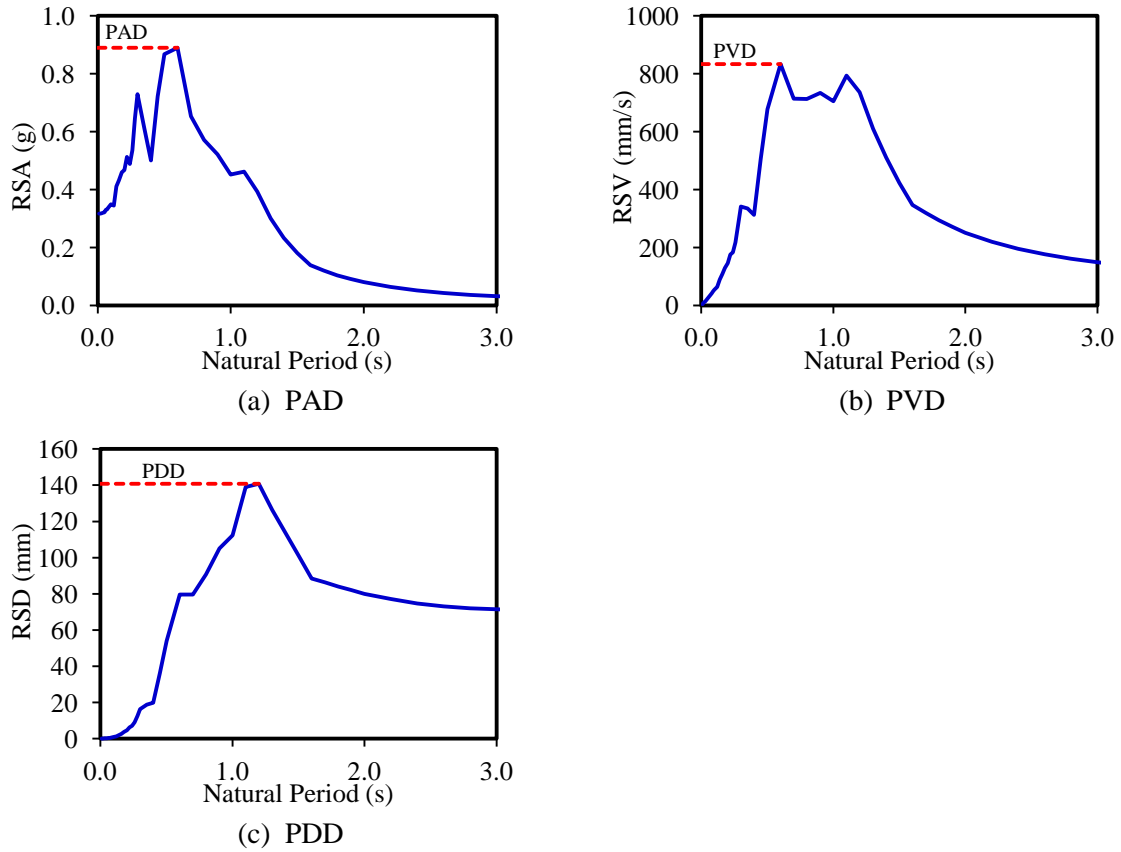 1.0
0.8
0.6
0.4
0.2
0.0
RSA (g)
PAD
0.0 1.0 2.0 3.0
Natural Period (s)
(a) PAD
1000
800
600
400
200
0
RSV (mm/s)
PVD
0.0 1.0 2.0 3.0
Natural Period (s)
(b) PVD
160
140
120
100
80
60
40
20
0
RSD (mm)
PDD
0.0 1.0 2.0 3.0
Natural Period (s)
(c) PDD